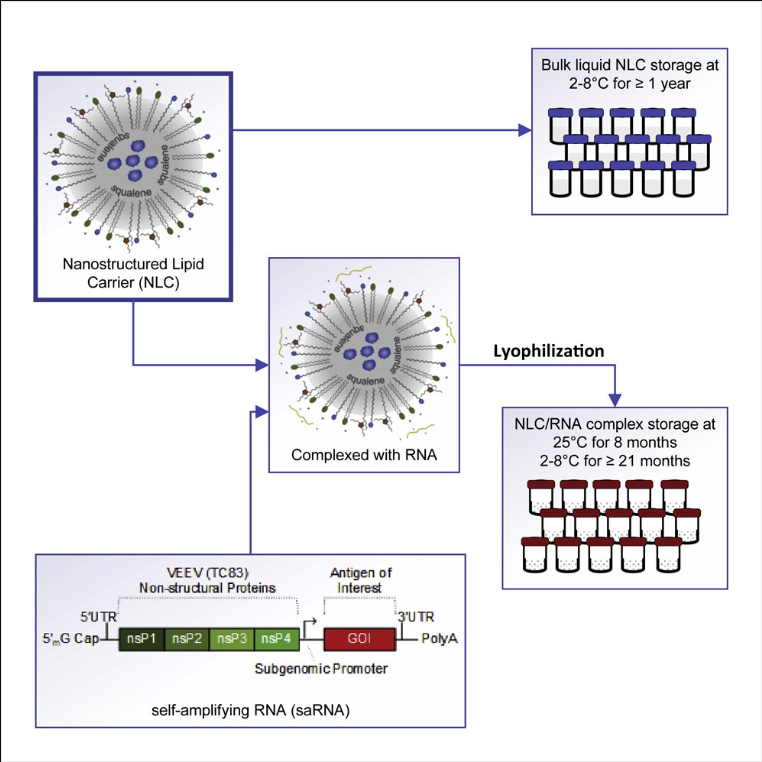 Bulk liquid NLC storage at
2-8°C for ≥ 1 year
squalene
squalene
squalene
Nanostructured Lipid
Carrier (NLC)
squalene
squalene
squalene
Complexed with RNA
Lyophilization
NLC/RNA complex storage at
25°C for 8 months
2-8°C for ≥ 21 months
VEEV (TC83)
Non-structural Proteins
Antigen of
Interest
5'UTR
3'UTR
5'mG Cap
nsP1
nsP2
nsP3
nsP4
GOI
PolyA
Subgenomic Promoter
self-amplifying RNA (saRNA)